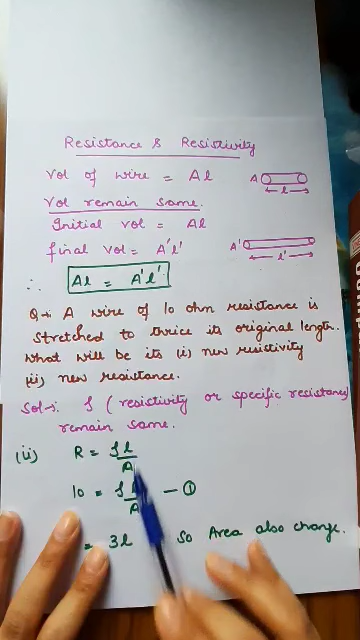 Resistance & Resistivity
Vol of wire = Al
A
l
Vol remain same.
Initial vol = Al
final vol = A'l'
A'
l'
∴ Al = A'l'
Q→: A wire of 10 ohm resistance is
stretched to thrice its original length.
What will be its (i) new resistivity
(ii) new resistance.
Sol→: ρ (resistivity or specific resistance)
remain same.
(ii) R = ρl/A
10 = ρl/A — ①
= 3l So Area also change.